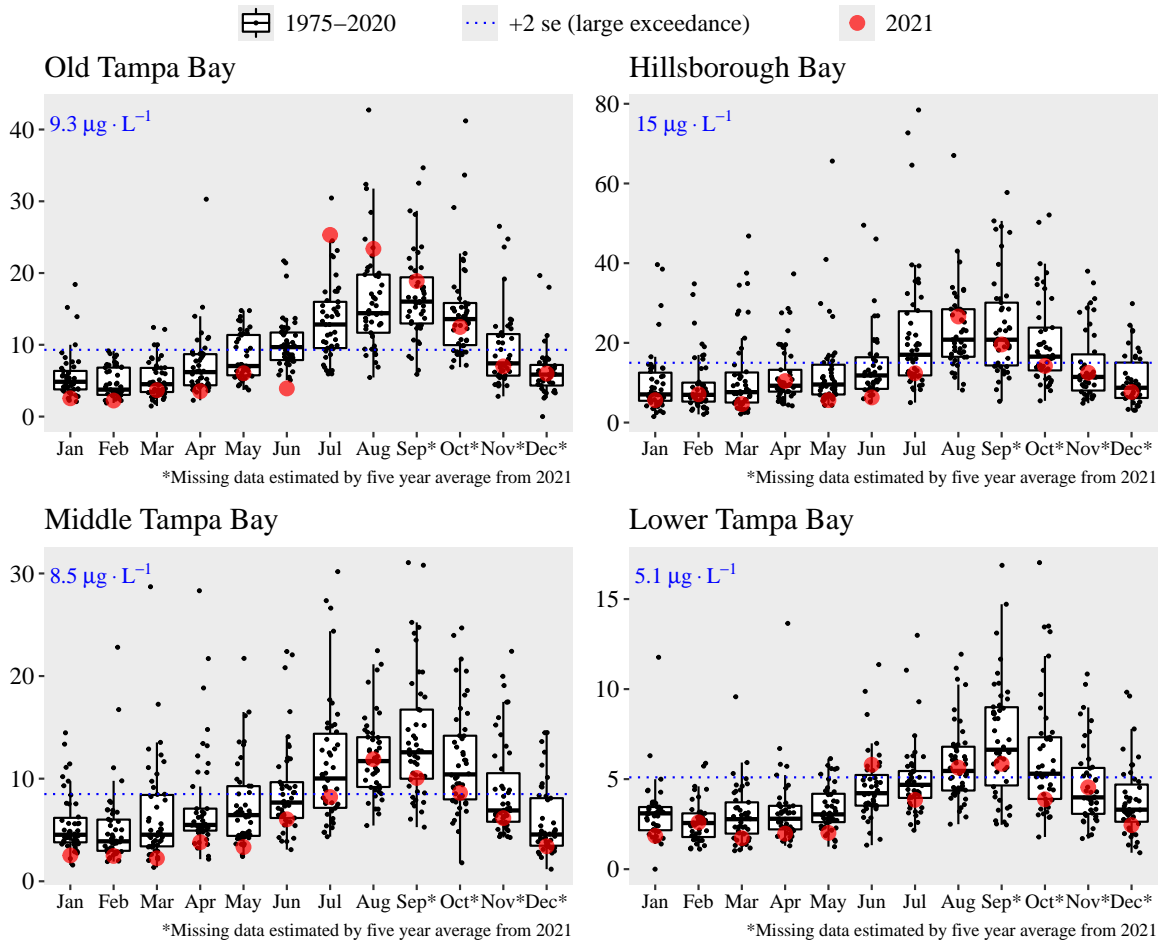 1975–2020 +2 se (large exceedance) 2021
Old Tampa Bay
9.3 μg · L⁻¹
40
30
20
10
0
Jan Feb Mar Apr May Jun Jul Aug Sep* Oct* Nov* Dec*
*Missing data estimated by five year average from 2021
Hillsborough Bay
15 μg · L⁻¹
80
60
40
20
0
Jan Feb Mar Apr May Jun Jul Aug Sep* Oct* Nov* Dec*
*Missing data estimated by five year average from 2021
Middle Tampa Bay
8.5 μg · L⁻¹
30
20
10
0
Jan Feb Mar Apr May Jun Jul Aug Sep* Oct* Nov* Dec*
*Missing data estimated by five year average from 2021
Lower Tampa Bay
5.1 μg · L⁻¹
15
10
5
0
Jan Feb Mar Apr May Jun Jul Aug Sep* Oct* Nov* Dec*
*Missing data estimated by five year average from 2021